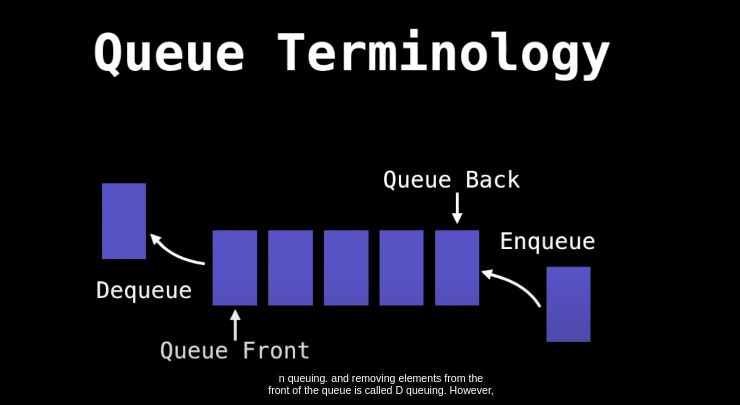 Queue Terminology
Queue Back
Enqueue
Dequeue
Queue Front
n queuing. and removing elements from the
front of the queue is called D queuing. However,